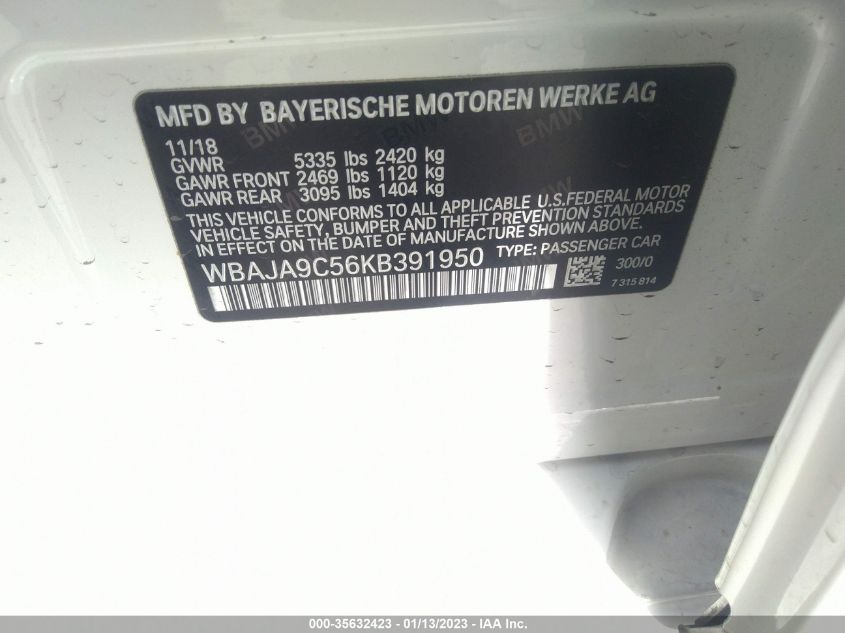 MFD BY BAYERISCHE MOTOREN WERKE AG
11/18
GVWR 5335 lbs 2420 kg
GAWR FRONT 2469 lbs 1120 kg
GAWR REAR 3095 lbs 1404 kg
THIS VEHICLE CONFORMS TO ALL APPLICABLE U.S.FEDERAL MOTOR
VEHICLE SAFETY, BUMPER AND THEFT PREVENTION STANDARDS
IN EFFECT ON THE DATE OF MANUFACTURE SHOWN ABOVE.
WBAJA9C56KB391950 TYPE: PASSENGER CAR
300/0
7 315 814
BMW
BMW
BMW
000-35632423 - 01/13/2023 - IAA Inc.